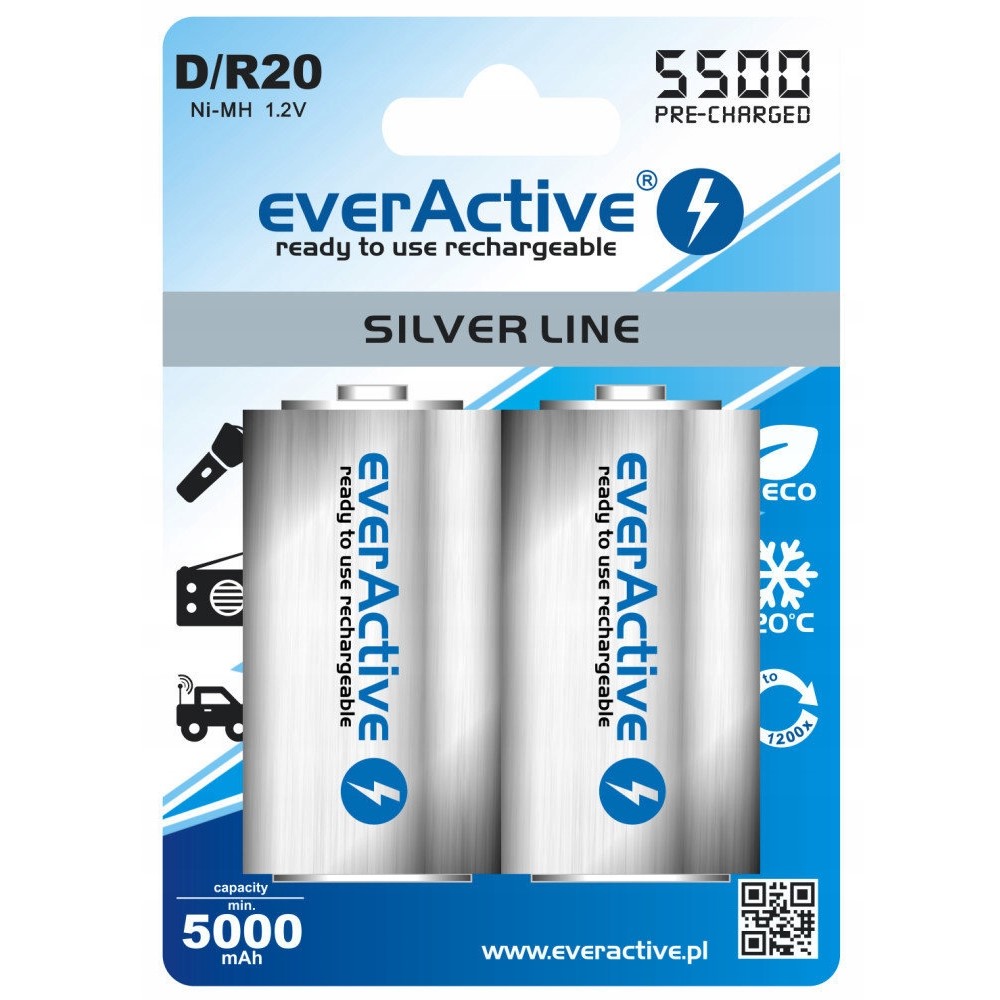 D/R20
Ni-MH 1.2V
5500
PRE-CHARGED
everActive®
ready to use rechargeable
SILVER LINE
everActive
ready to use rechargeable
everActive
ready to use rechargeable
ECO
20°C
to
1200x
capacity
min.
5000
mAh
www.everactive.pl